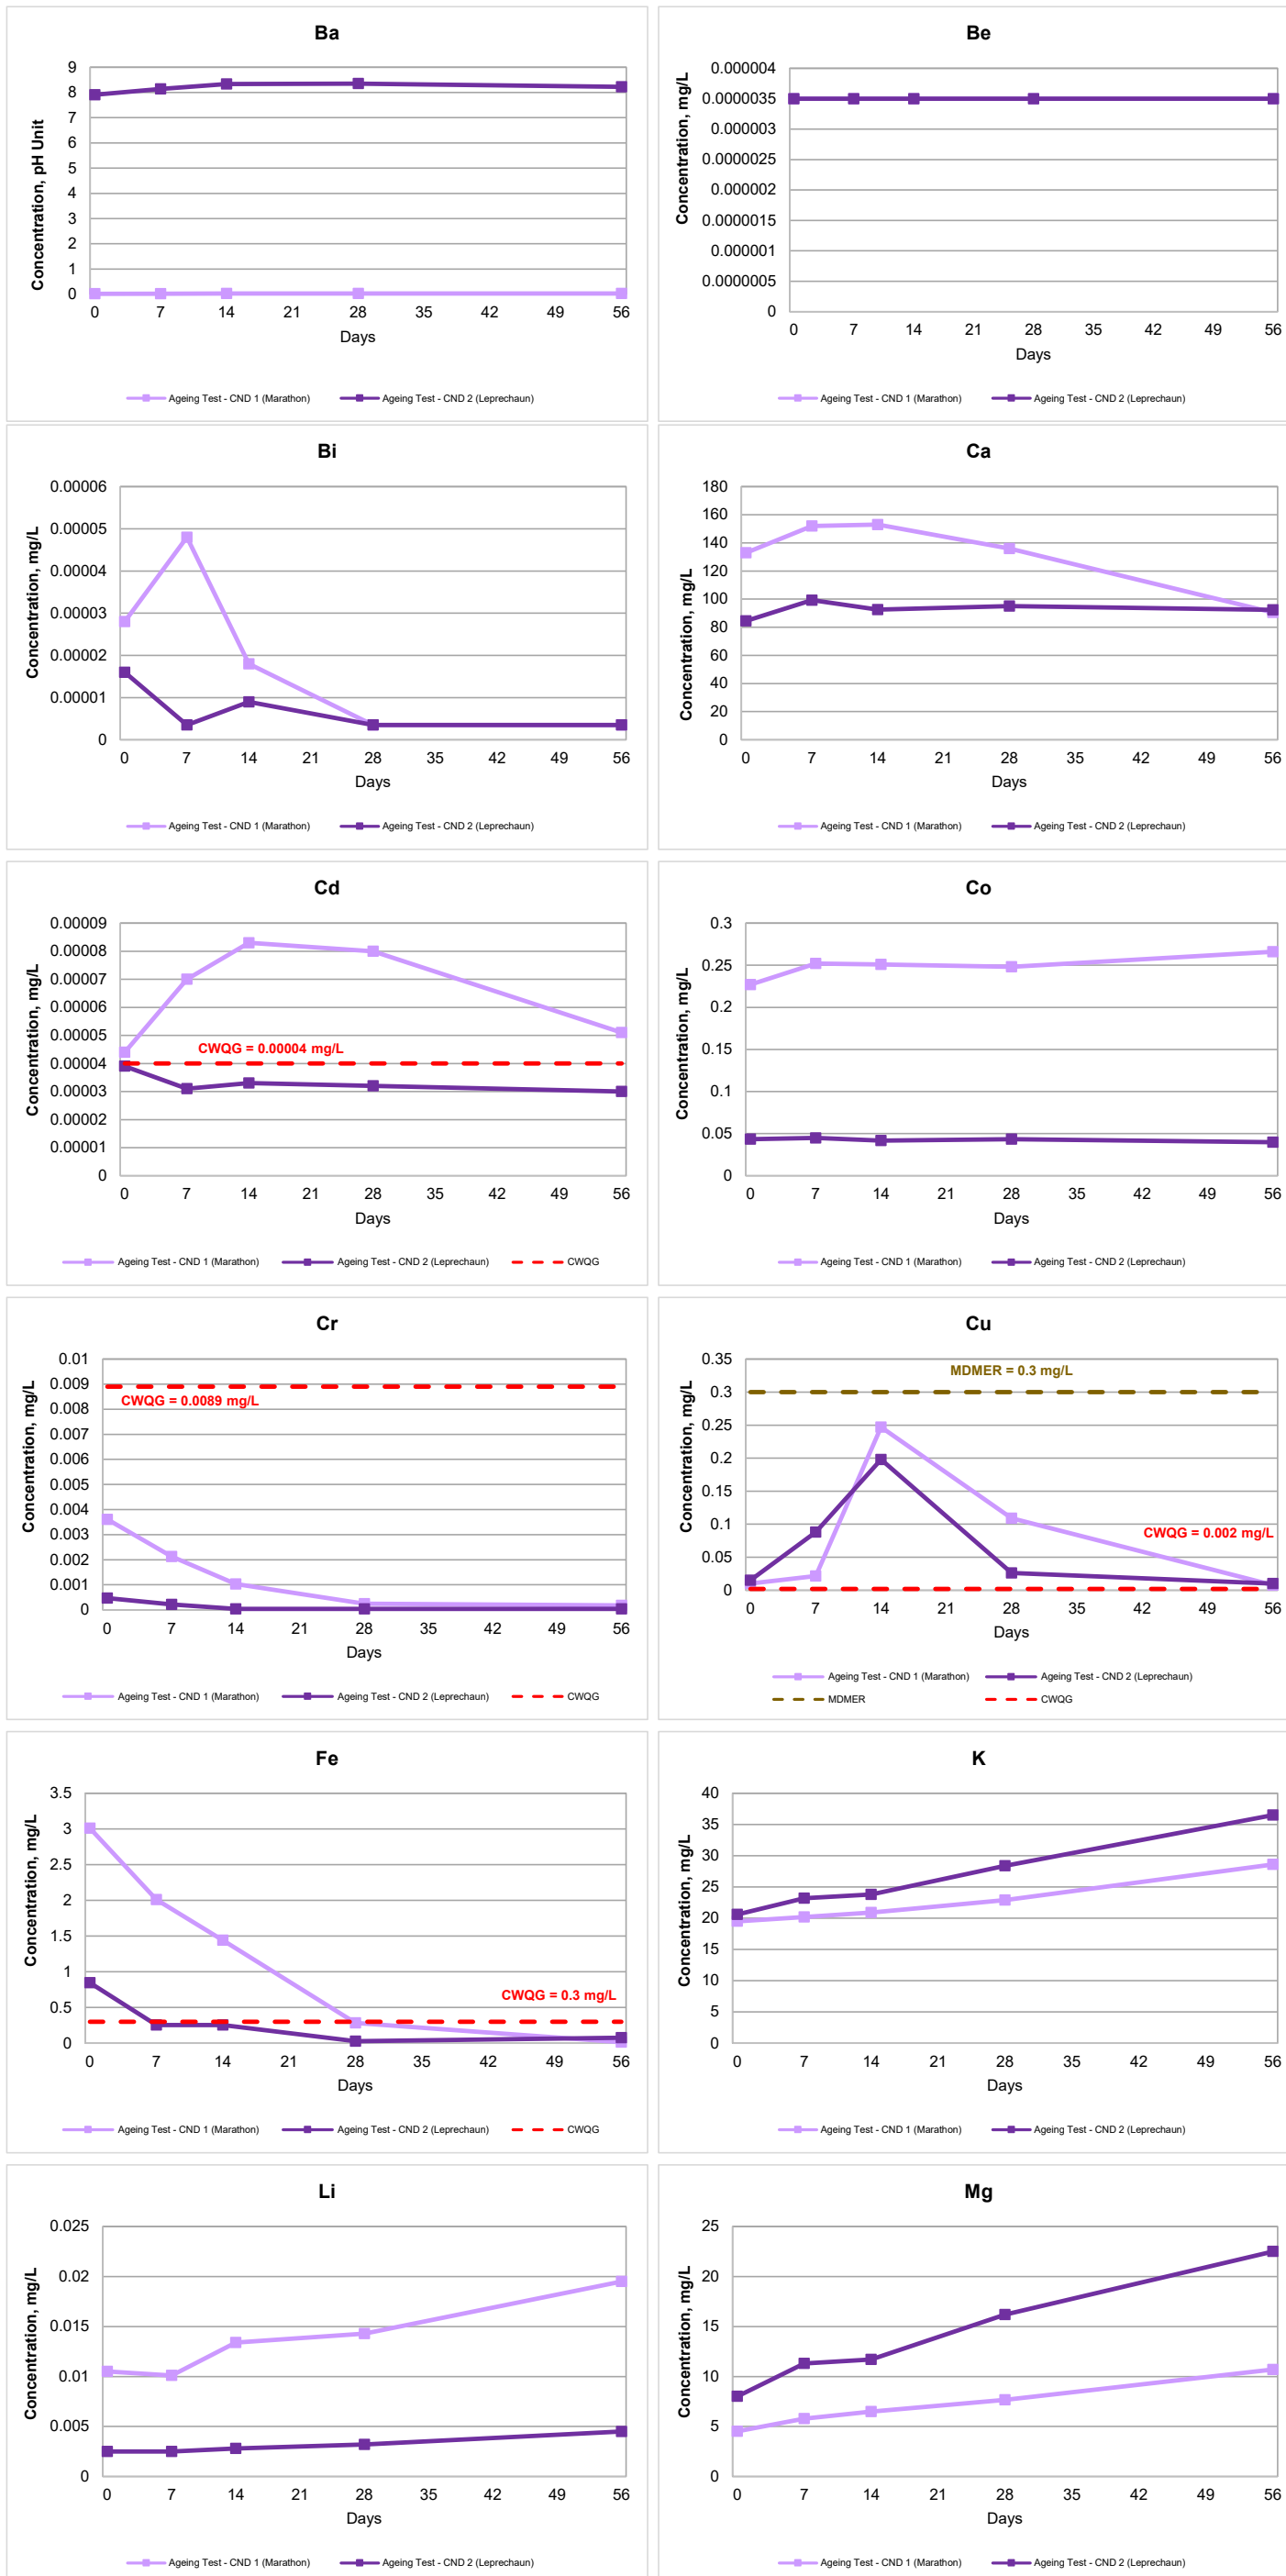 Ba
9
8
7
6
5
4
3
2
1
0
Concentration, pH Unit
0 7 14 21 28 35 42 49 56
Days
Ageing Test - CND 1 (Marathon) Ageing Test - CND 2 (Leprechaun)
Be
0.000004
0.0000035
0.000003
0.0000025
0.000002
0.0000015
0.000001
0.0000005
0
Concentration, mg/L
0 7 14 21 28 35 42 49 56
Days
Ageing Test - CND 1 (Marathon) Ageing Test - CND 2 (Leprechaun)
Bi
0.00006
0.00005
0.00004
0.00003
0.00002
0.00001
0
Concentration, mg/L
0 7 14 21 28 35 42 49 56
Days
Ageing Test - CND 1 (Marathon) Ageing Test - CND 2 (Leprechaun)
Ca
180
160
140
120
100
80
60
40
20
0
Concentration, mg/L
0 7 14 21 28 35 42 49 56
Days
Ageing Test - CND 1 (Marathon) Ageing Test - CND 2 (Leprechaun)
Cd
0.00009
0.00008
0.00007
0.00006
0.00005
0.00004
0.00003
0.00002
0.00001
0
Concentration, mg/L
CWQG = 0.00004 mg/L
0 7 14 21 28 35 42 49 56
Days
Ageing Test - CND 1 (Marathon) Ageing Test - CND 2 (Leprechaun) CWQG
Co
0.3
0.25
0.2
0.15
0.1
0.05
0
Concentration, mg/L
0 7 14 21 28 35 42 49 56
Days
Ageing Test - CND 1 (Marathon) Ageing Test - CND 2 (Leprechaun)
Cr
0.01
0.009
0.008
0.007
0.006
0.005
0.004
0.003
0.002
0.001
0
Concentration, mg/L
CWQG = 0.0089 mg/L
0 7 14 21 28 35 42 49 56
Days
Ageing Test - CND 1 (Marathon) Ageing Test - CND 2 (Leprechaun) CWQG
Cu
0.35
0.3
0.25
0.2
0.15
0.1
0.05
0
Concentration, mg/L
MDMER = 0.3 mg/L
CWQG = 0.002 mg/L
0 7 14 21 28 35 42 49 56
Days
Ageing Test - CND 1 (Marathon) Ageing Test - CND 2 (Leprechaun)
MDMER CWQG
Fe
3.5
3
2.5
2
1.5
1
0.5
0
Concentration, mg/L
CWQG = 0.3 mg/L
0 7 14 21 28 35 42 49 56
Days
Ageing Test - CND 1 (Marathon) Ageing Test - CND 2 (Leprechaun) CWQG
K
40
35
30
25
20
15
10
5
0
Concentration, mg/L
0 7 14 21 28 35 42 49 56
Days
Ageing Test - CND 1 (Marathon) Ageing Test - CND 2 (Leprechaun)
Li
0.025
0.02
0.015
0.01
0.005
0
Concentration, mg/L
0 7 14 21 28 35 42 49 56
Days
Ageing Test - CND 1 (Marathon) Ageing Test - CND 2 (Leprechaun)
Mg
25
20
15
10
5
0
Concentration, mg/L
0 7 14 21 28 35 42 49 56
Days
Ageing Test - CND 1 (Marathon) Ageing Test - CND 2 (Leprechaun)